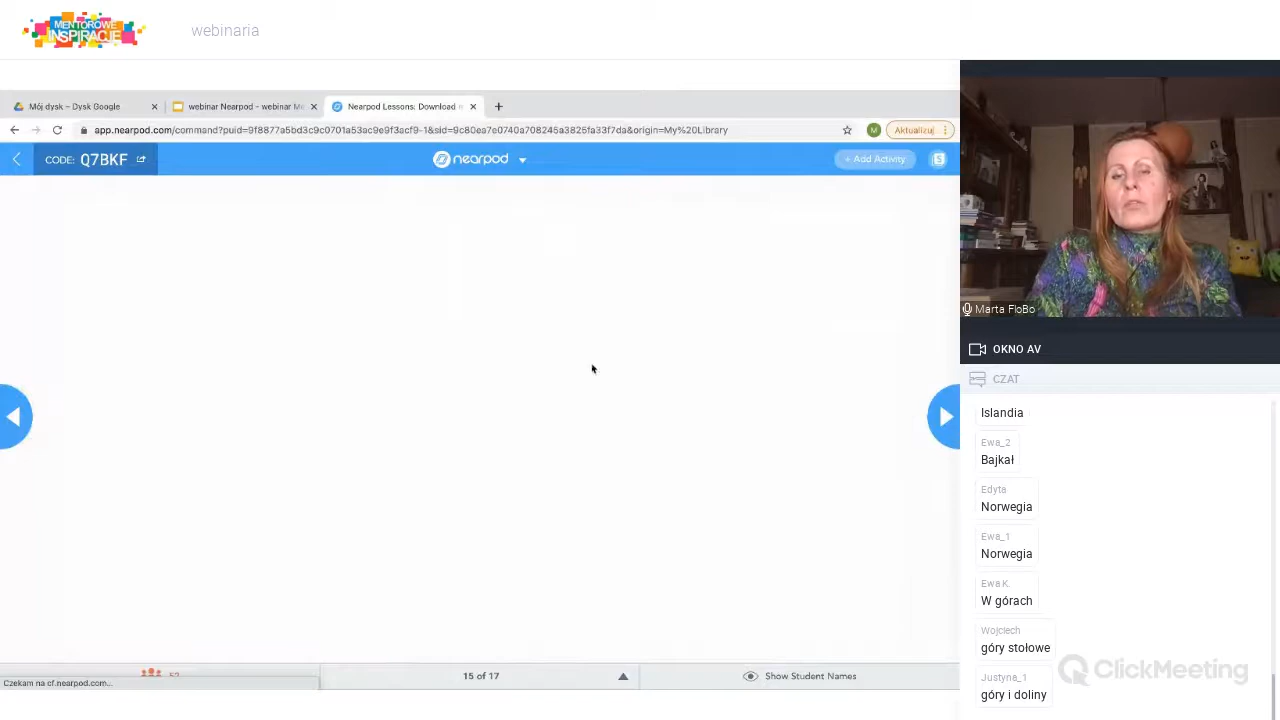 MENTOROWE
INSPIRACJE
webinaria
Mój dysk – Dysk Google
webinar Nearpod - webinar Me
Nearpod Lessons: Download n
app.nearpod.com/command?puid=9f8877a5bd3c9c0701a53ac9e9f3acf9-1&sid=9c80ea7e0740a708245a3825fa33f7da&origin=My%20Library
M
Aktualizuj
CODE: Q7BKF
nearpod
+ Add Activity
S
Marta FloBo
OKNO AV
CZAT
Islandia
Ewa_2
Bajkał
Edyta
Norwegia
Ewa_1
Norwegia
Ewa K.
W górach
Wojciech
góry stołowe
Justyna_1
góry i doliny
ClickMeeting
52
15 of 17
Show Student Names
Czekam na cf.nearpod.com...